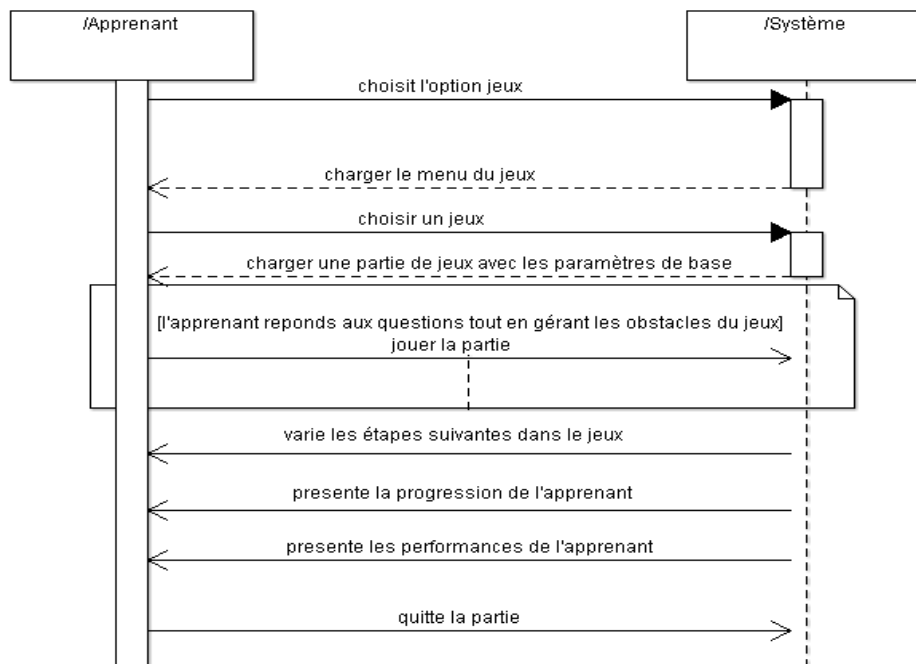 /Apprenant
/Système
choisit l'option jeux
charger le menu du jeux
choisir un jeux
charger une partie de jeux avec les paramètres de base
[l'apprenant reponds aux questions tout en gérant les obstacles du jeux]
jouer la partie
varie les étapes suivantes dans le jeux
presente la progression de l'apprenant
presente les performances de l'apprenant
quitte la partie